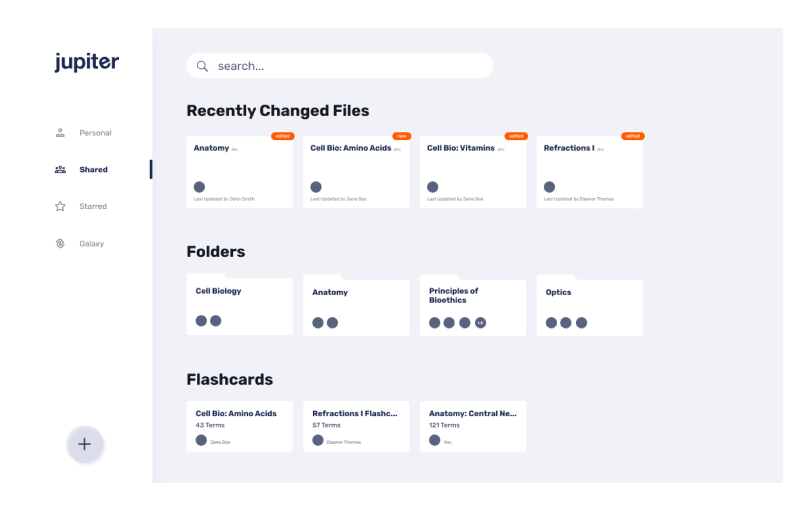 jupiter
search...
Personal
Shared
Starred
Galaxy
Recently Changed Files
edited
new
edited
edited
Anatomy .doc
Cell Bio: Amino Acids .doc
Cell Bio: Vitamins .doc
Refractions I .doc
Last Updated by John Smith
Last Updated by Jane Doe
Last Updated by Jane Doe
Last Updated by Eleanor Thomas
Folders
Cell Biology
Anatomy
Principles of
Bioethics
Optics
+4
Flashcards
Cell Bio: Amino Acids
43 Terms
Jane Doe
Refractions I Flashc...
57 Terms
Eleanor Thomas
Anatomy: Central Ne...
121 Terms
You
+